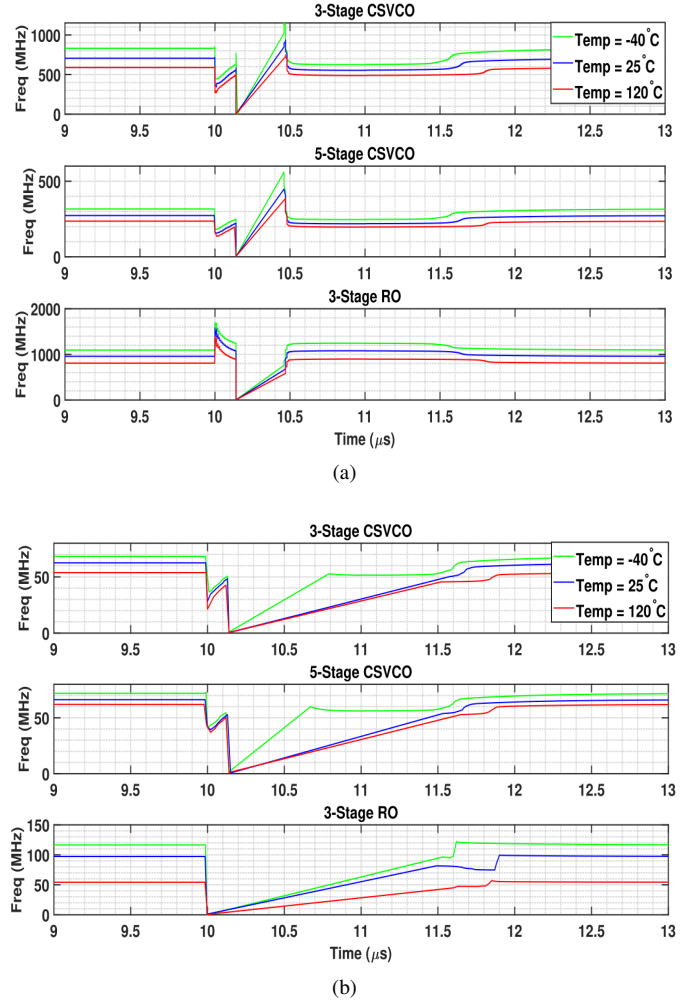 3-Stage CSVCO
Freq (MHz)
1000
500
0
Temp = -40°C
Temp = 25°C
Temp = 120°C
9 9.5 10 10.5 11 11.5 12 12.5 13
5-Stage CSVCO
Freq (MHz)
500
0
9 9.5 10 10.5 11 11.5 12 12.5 13
3-Stage RO
Freq (MHz)
2000
1000
0
9 9.5 10 10.5 11 11.5 12 12.5 13
Time (μs)
(a)
3-Stage CSVCO
Freq (MHz)
50
0
Temp = -40°C
Temp = 25°C
Temp = 120°C
9 9.5 10 10.5 11 11.5 12 12.5 13
5-Stage CSVCO
Freq (MHz)
50
0
9 9.5 10 10.5 11 11.5 12 12.5 13
3-Stage RO
Freq (MHz)
150
100
50
0
9 9.5 10 10.5 11 11.5 12 12.5 13
Time (μs)
(b)